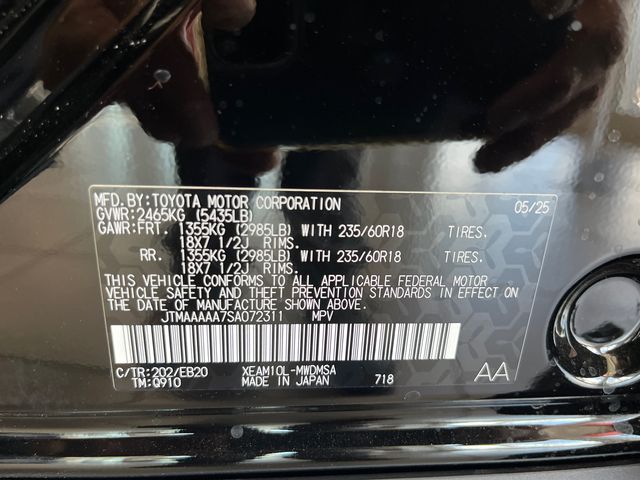 MFD.BY:TOYOTA MOTOR CORPORATION 05/25
GVWR:2465KG (5435LB)
GAWR:FRT. 1355KG (2985LB) WITH 235/60R18 TIRES.
18X7 1/2J RIMS.
RR. 1355KG (2985LB) WITH 235/60R18 TIRES.
18X7 1/2J RIMS.
THIS VEHICLE CONFORMS TO ALL APPLICABLE FEDERAL MOTOR
VEHICLE SAFETY AND THEFT PREVENTION STANDARDS IN EFFECT ON
THE DATE OF MANUFACTURE SHOWN ABOVE.
JTMAAAAA7SA072311 MPV
C/TR:202/EB20 XEAM10L-MWDMSA
TM:Q910 MADE IN JAPAN 718 AA